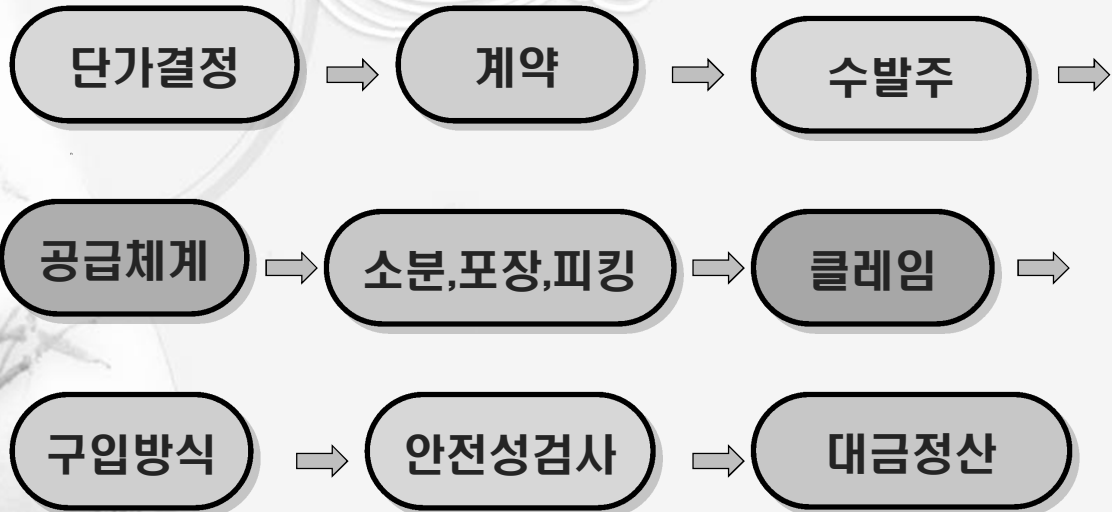 단가결정
계약
수발주
공급체계
소분,포장,피킹
클레임
구입방식
안전성검사
대금정산